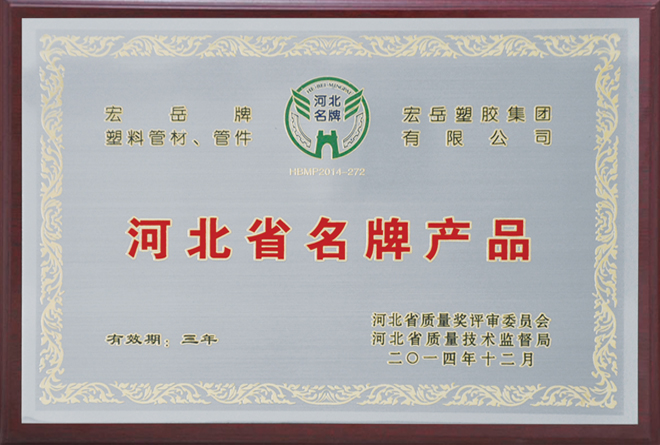 HE BEI MINGPAI
河北
名牌
HBMP2014-272
宏岳牌
塑料管材、管件
宏岳塑胶集团
有限公司
河北省名牌产品
有效期：三年
河北省质量奖评审委员会
河北省质量技术监督局
二〇一四年十二月